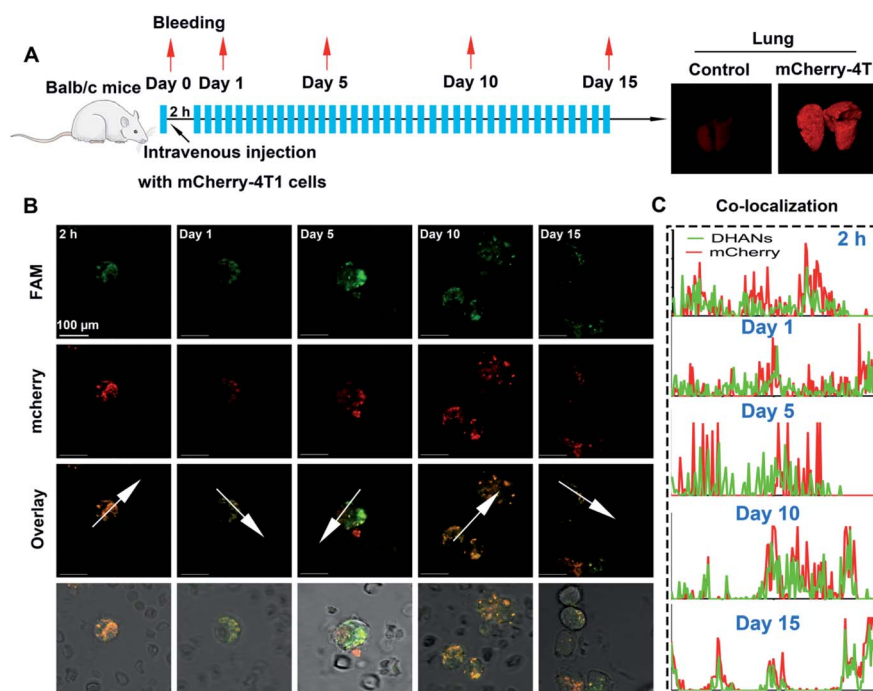 A
Bleeding
Balb/c mice
Day 0
Day 1
Day 5
Day 10
Day 15
2 h
Intravenous injection
with mCherry-4T1 cells
Lung
Control
mCherry-4T
B
2 h
Day 1
Day 5
Day 10
Day 15
FAM
100 µm
mcherry
Overlay
C
Co-localization
DHANs
mCherry
2 h
Day 1
Day 5
Day 10
Day 15